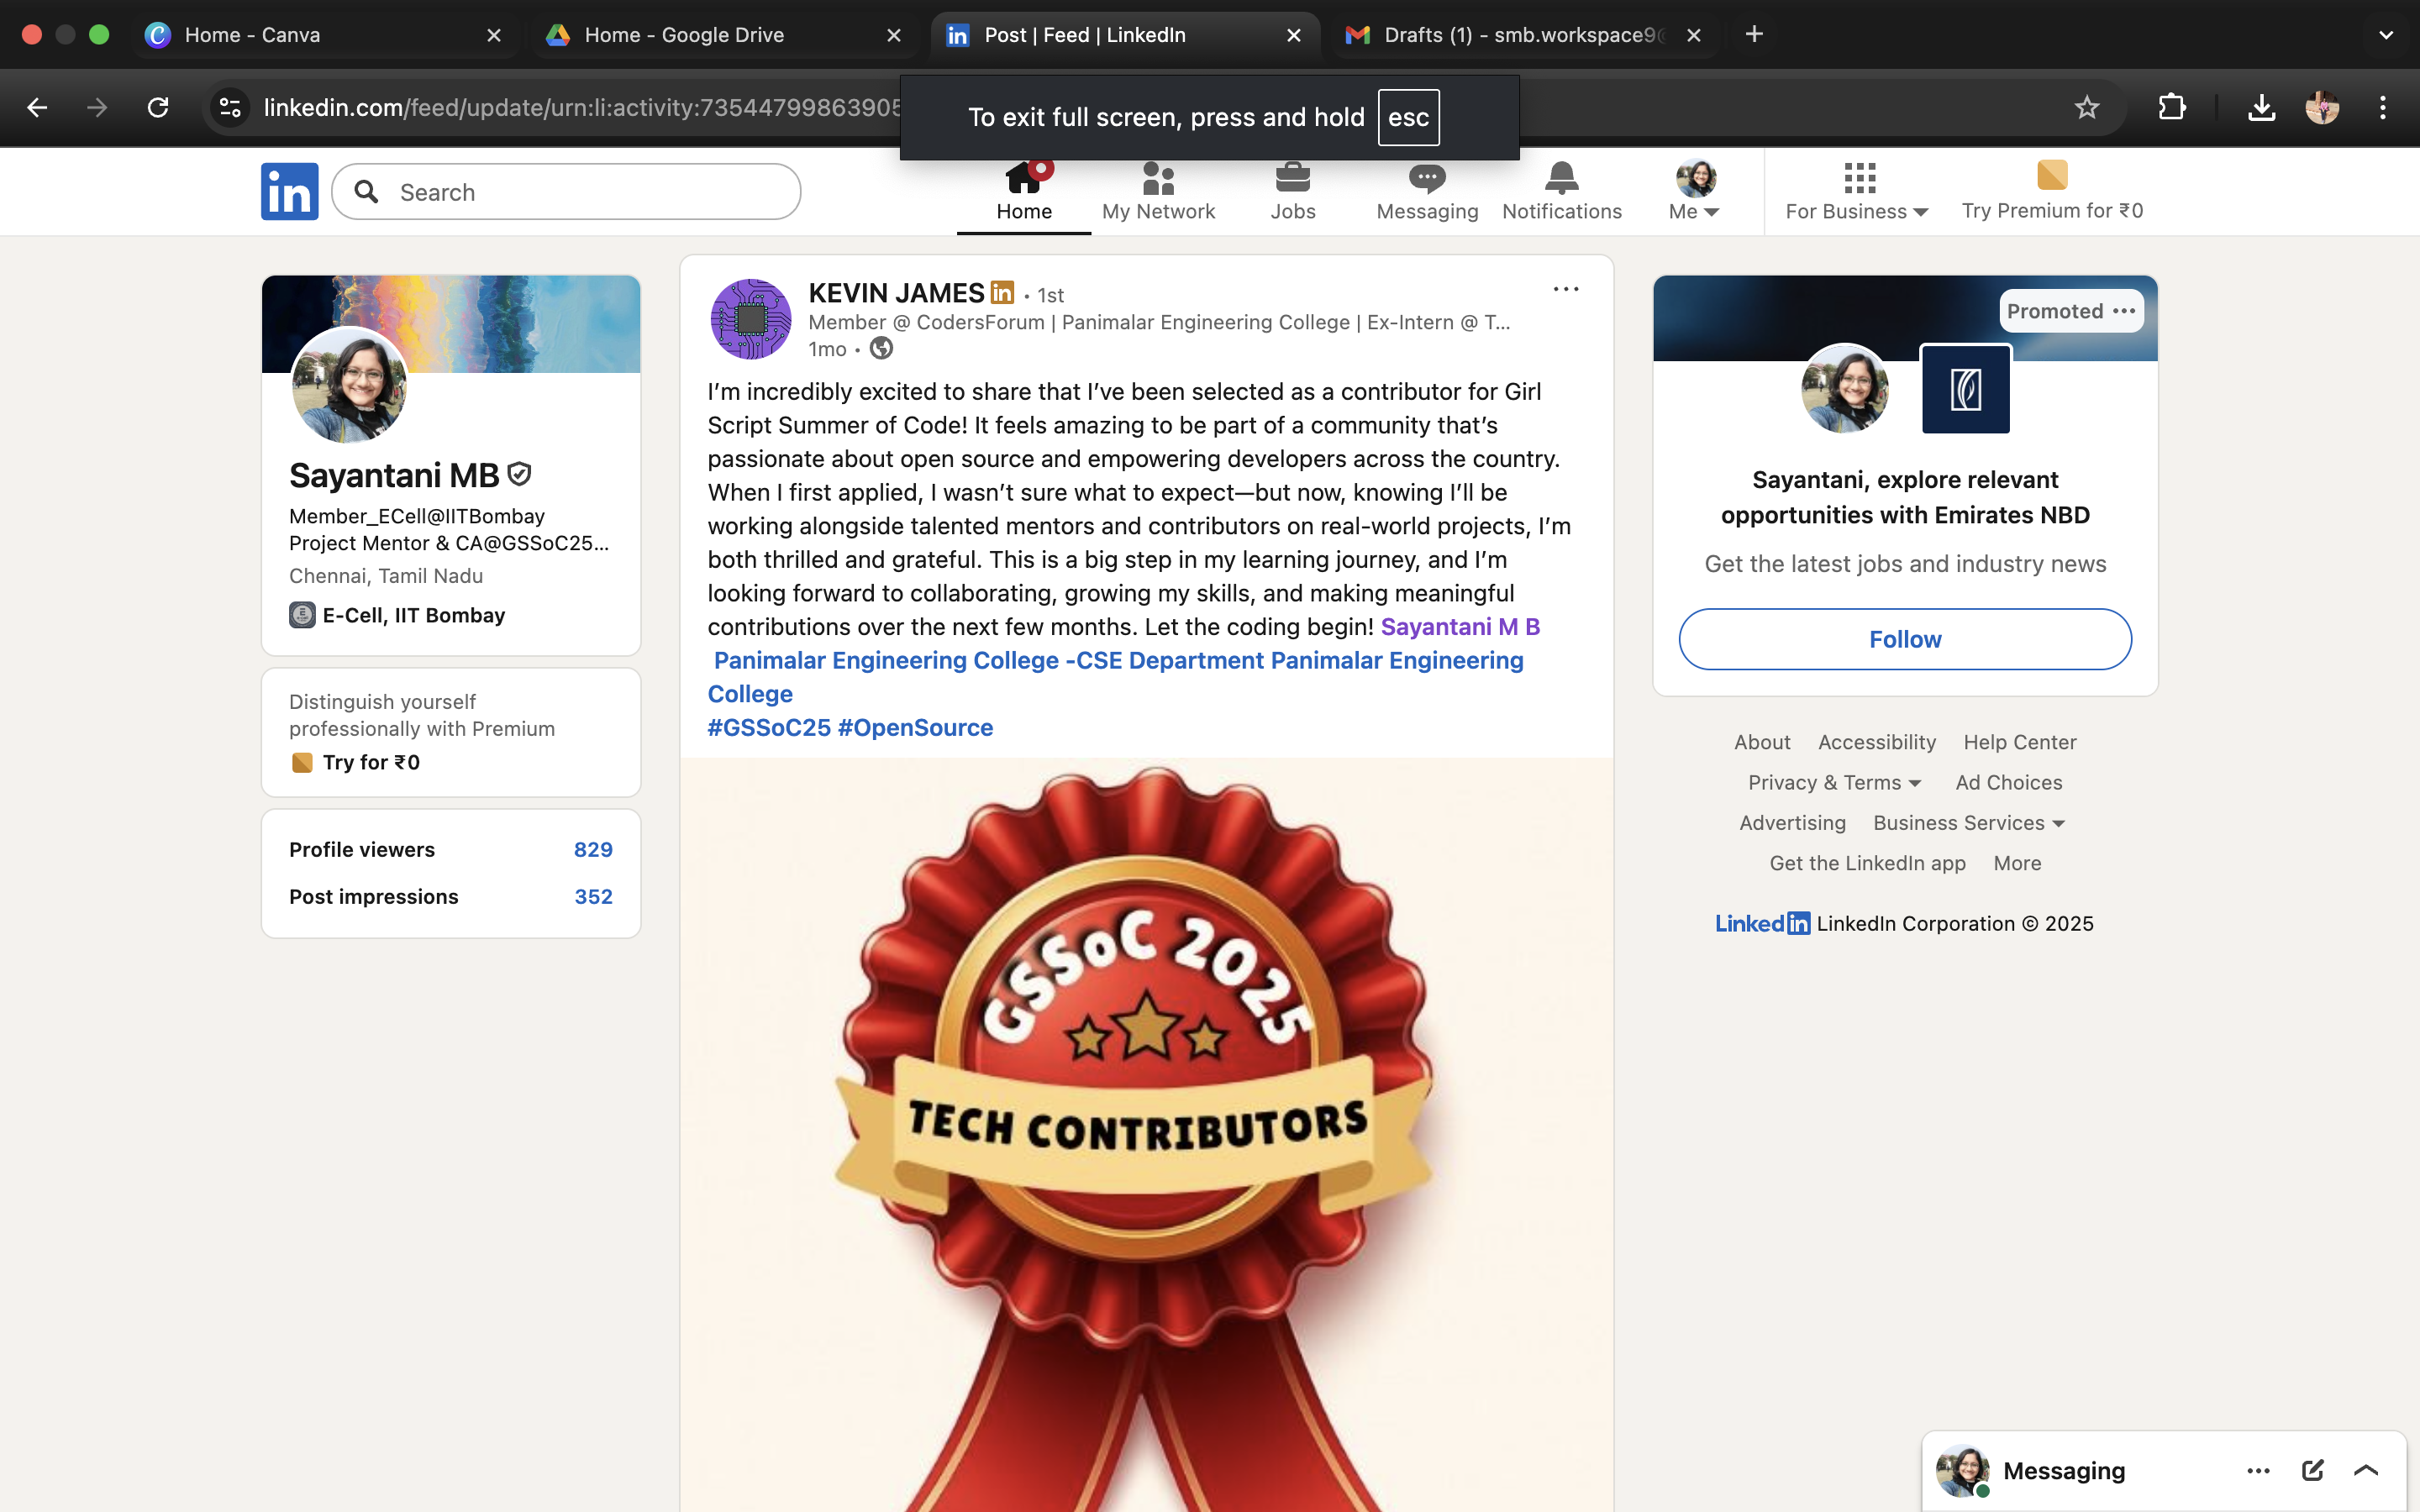 Home - Canva
Home - Google Drive
Post | Feed | LinkedIn
Drafts (1) - smb.workspace9
linkedin.com/feed/update/urn:li:activity:73544799863905
To exit full screen, press and hold esc
in
Search
Home
My Network
Jobs
Messaging
Notifications
Me
For Business
Try Premium for ₹0
Sayantani MB
Member_ECell@IITBombay
Project Mentor & CA@GSSoC25...
Chennai, Tamil Nadu
E-Cell, IIT Bombay
Distinguish yourself
professionally with Premium
Try for ₹0
Profile viewers 829
Post impressions 352
KEVIN JAMES in • 1st
Member @ CodersForum | Panimalar Engineering College | Ex-Intern @ T...
1mo •
I’m incredibly excited to share that I’ve been selected as a contributor for Girl
Script Summer of Code! It feels amazing to be part of a community that’s
passionate about open source and empowering developers across the country.
When I first applied, I wasn’t sure what to expect—but now, knowing I’ll be
working alongside talented mentors and contributors on real-world projects, I’m
both thrilled and grateful. This is a big step in my learning journey, and I’m
looking forward to collaborating, growing my skills, and making meaningful
contributions over the next few months. Let the coding begin! Sayantani M B
Panimalar Engineering College -CSE Department Panimalar Engineering
College
#GSSoC25 #OpenSource
GSSoC 2025
TECH CONTRIBUTORS
Promoted
Sayantani, explore relevant
opportunities with Emirates NBD
Get the latest jobs and industry news
Follow
About Accessibility Help Center
Privacy & Terms Ad Choices
Advertising Business Services
Get the LinkedIn app More
LinkedIn LinkedIn Corporation © 2025
Messaging